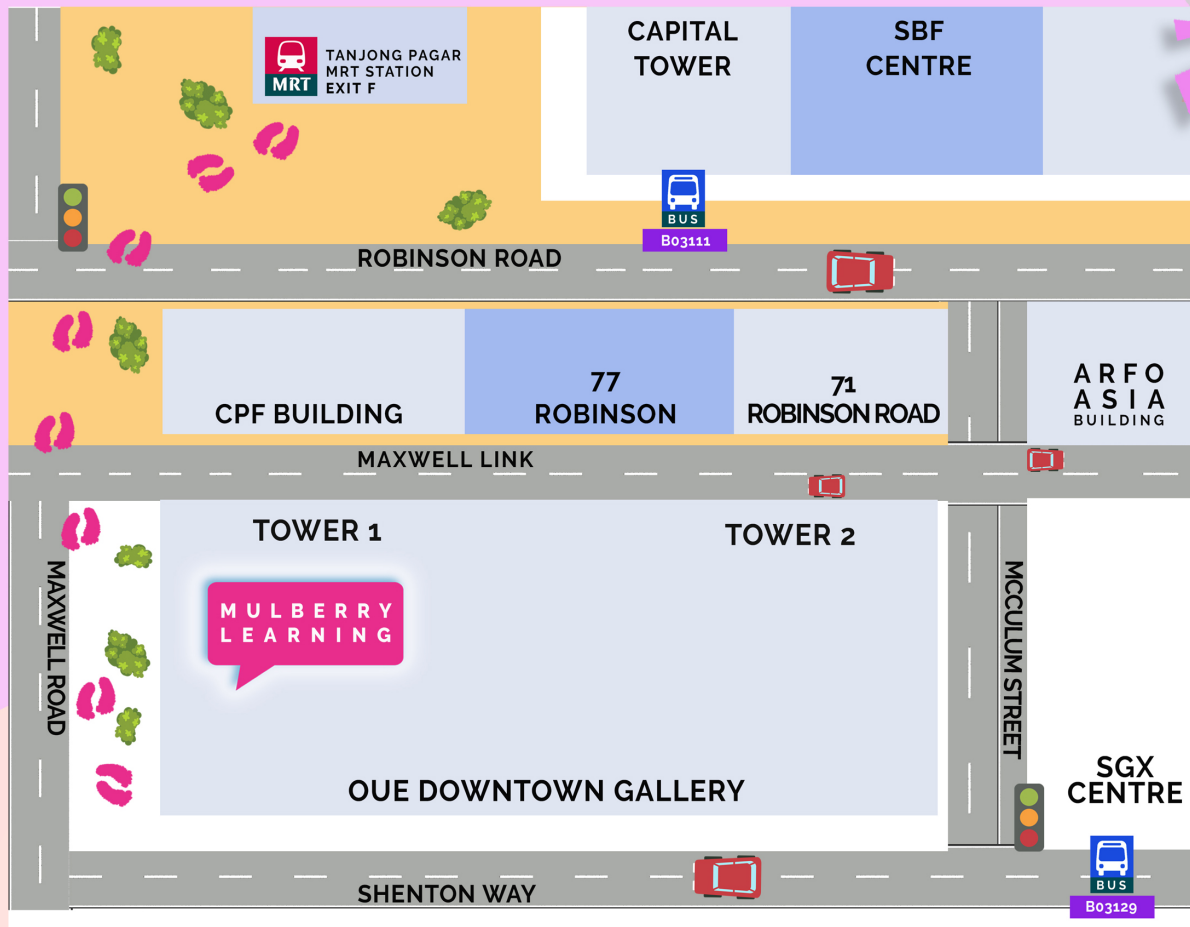 TANJONG PAGAR
MRT STATION
EXIT F
MRT
CAPITAL
TOWER
SBF
CENTRE
BUS
B03111
ROBINSON ROAD
CPF BUILDING
77
ROBINSON
71
ROBINSON ROAD
ARFO
ASIA
BUILDING
MAXWELL LINK
TOWER 1
TOWER 2
MULBERRY
LEARNING
MAXWELL ROAD
MCCULUM STREET
OUE DOWNTOWN GALLERY
SGX
CENTRE
BUS
B03129
SHENTON WAY